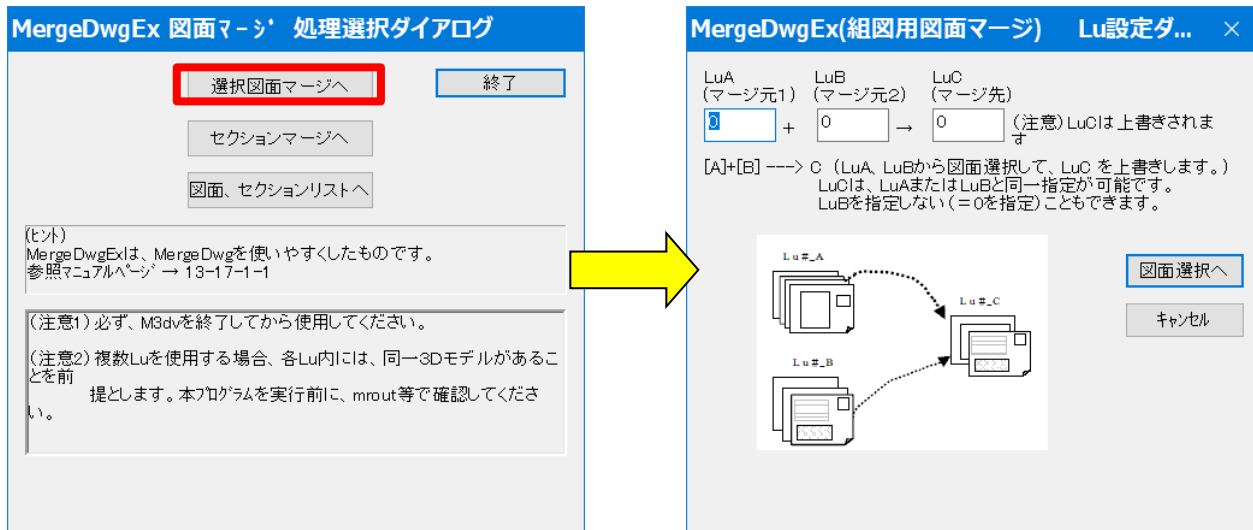 MergeDwgEx 図面ﾏｰｼﾞ 処理選択ダイアログ
選択図面マージへ
終了
セクションマージへ
図面、セクションリストへ
(ﾋﾝﾄ)
MergeDwgExは、MergeDwgを使いやすくしたものです。
参照ﾏﾆｭｱﾙﾍﾟｰｼﾞ → 13-17-1-1
(注意1) 必ず、M3dvを終了してから使用してください。
(注意2) 複数Luを使用する場合、各Lu内には、同一3Dモデルがあるこ
とを前
提とします。本ﾌﾟﾛｸﾞﾗﾑを実行前に、mrout等で確認してくださ
い。
MergeDwgEx(組図用図面マージ) Lu設定ダ... ×
LuA LuB LuC
(マージ元1) (マージ元2) (マージ先)
0 + 0 → 0 (注意)LuCは上書きされま
す
[A]+[B] ---> C (LuA、LuBから図面選択して、LuC を上書きします。)
LuCは、LuAまたはLuBと同一指定が可能です。
LuBを指定しない(=0を指定)こともできます。
Lu#_A
Lu#_C
Lu#_B
図面選択へ
ｷｬﾝｾﾙ